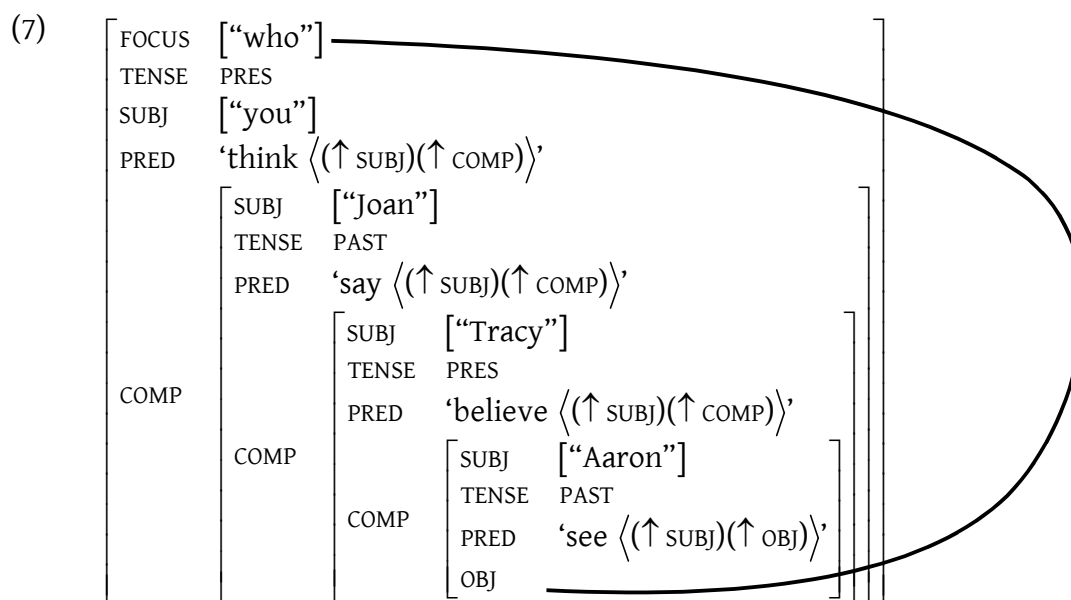 (7)
FOCUS [“who”]
TENSE PRES
SUBJ [“you”]
PRED ‘think ⟨(↑ SUBJ)(↑ COMP)⟩’
SUBJ [“Joan”]
TENSE PAST
PRED ‘say ⟨(↑ SUBJ)(↑ COMP)⟩’
SUBJ [“Tracy”]
TENSE PRES
COMP
PRED ‘believe ⟨(↑ SUBJ)(↑ COMP)⟩’
COMP SUBJ [“Aaron”]
TENSE PAST
COMP
PRED ‘see ⟨(↑ SUBJ)(↑ OBJ)⟩’
OBJ